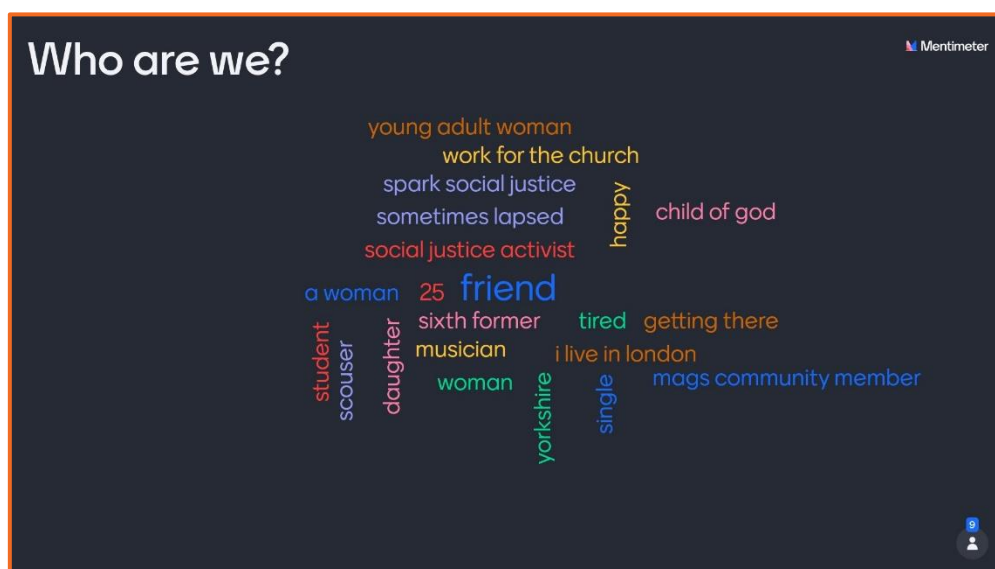 Who are we?
Mentimeter
young adult woman
work for the church
spark social justice
happy
child of god
sometimes lapsed
social justice activist
a woman
25
friend
student
scouser
daughter
sixth former
tired
getting there
musician
i live in london
woman
yorkshire
single
mags community member
9